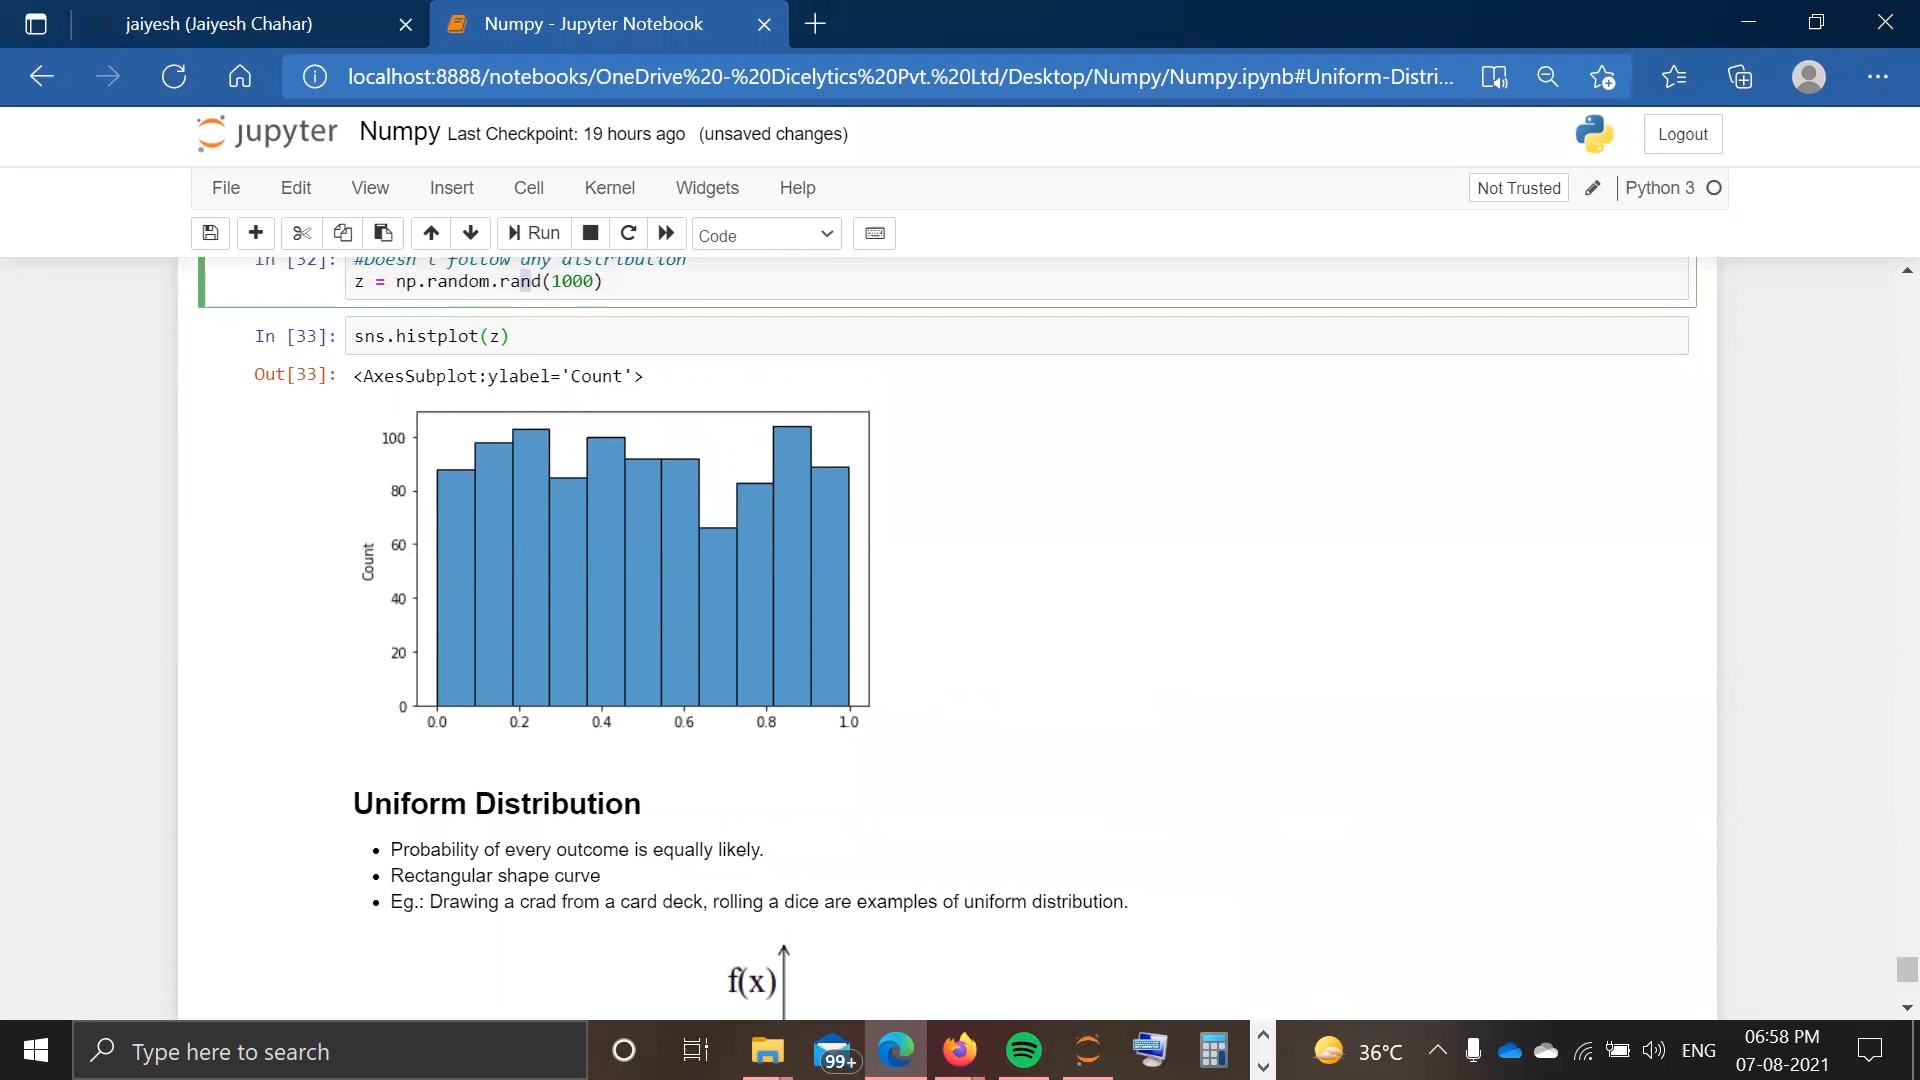 jaiyesh (Jaiyesh Chahar)
Numpy - Jupyter Notebook
localhost:8888/notebooks/OneDrive%20-%20Dicelytics%20Pvt.%20Ltd/Desktop/Numpy/Numpy.ipynb#Uniform-Distri...
jupyter Numpy Last Checkpoint: 19 hours ago (unsaved changes)
Logout
File Edit View Insert Cell Kernel Widgets Help
Not Trusted Python 3
Run Code
In [32]: #Doesn't follow any distribution
z = np.random.rand(1000)
In [33]: sns.histplot(z)
Out[33]: <AxesSubplot:ylabel='Count'>
100
80
60
40
20
0
Count
0.0 0.2 0.4 0.6 0.8 1.0
Uniform Distribution
• Probability of every outcome is equally likely.
• Rectangular shape curve
• Eg.: Drawing a crad from a card deck, rolling a dice are examples of uniform distribution.
f(x)
Type here to search
99+
36°C
ENG
06:58 PM
07-08-2021